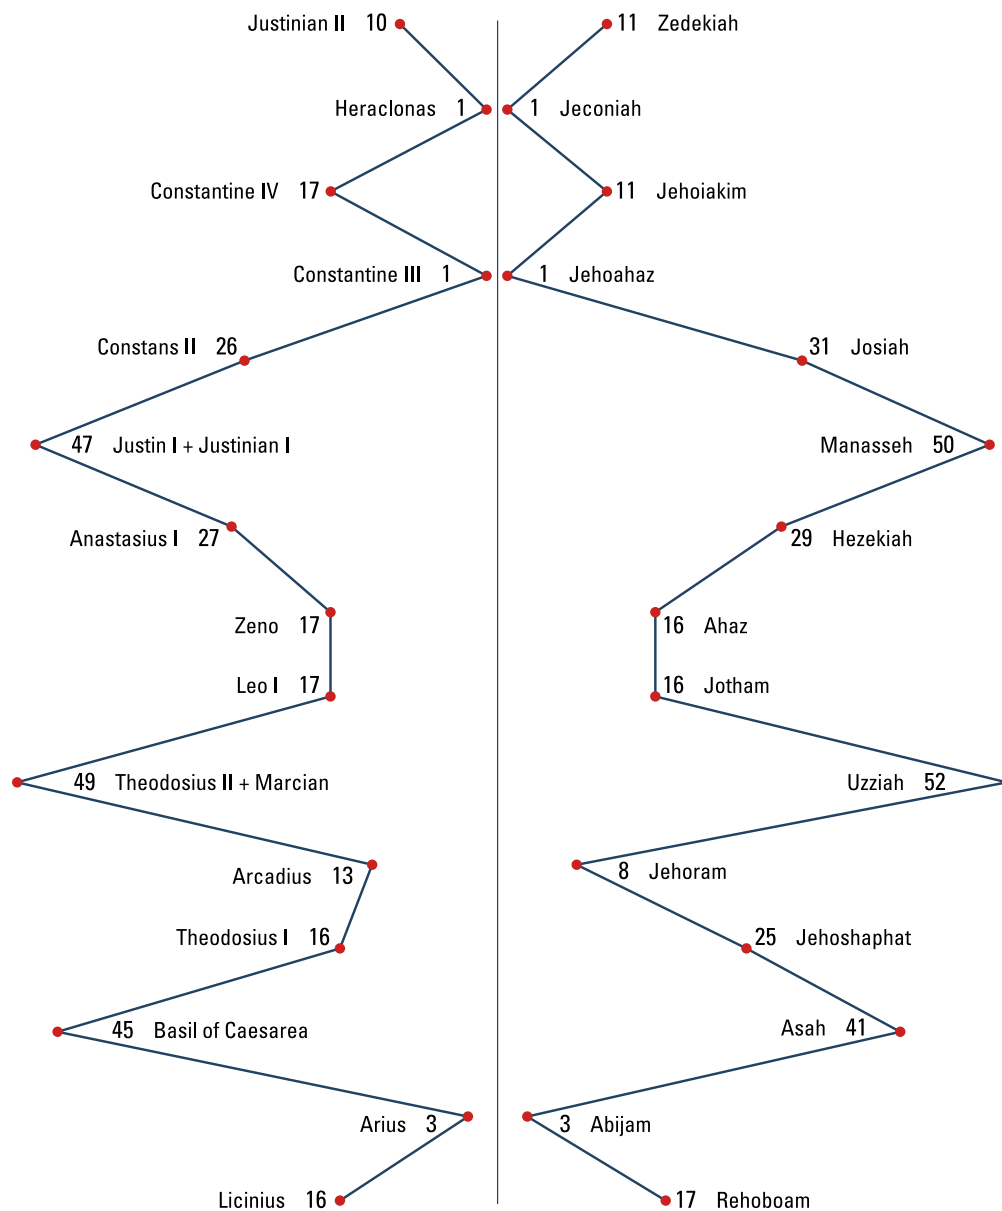 Justinian II 10 11 Zedekiah
Heraclonas 1 1 Jeconiah
Constantine IV 17 11 Jehoiakim
Constantine III 1 1 Jehoahaz
Constans II 26 31 Josiah
47 Justin I + Justinian I Manasseh 50
Anastasius I 27 29 Hezekiah
Zeno 17 16 Ahaz
Leo I 17 16 Jotham
49 Theodosius II + Marcian Uzziah 52
Arcadius 13 8 Jehoram
Theodosius I 16 25 Jehoshaphat
45 Basil of Caesarea Asah 41
Arius 3 3 Abijam
Licinius 16 17 Rehoboam